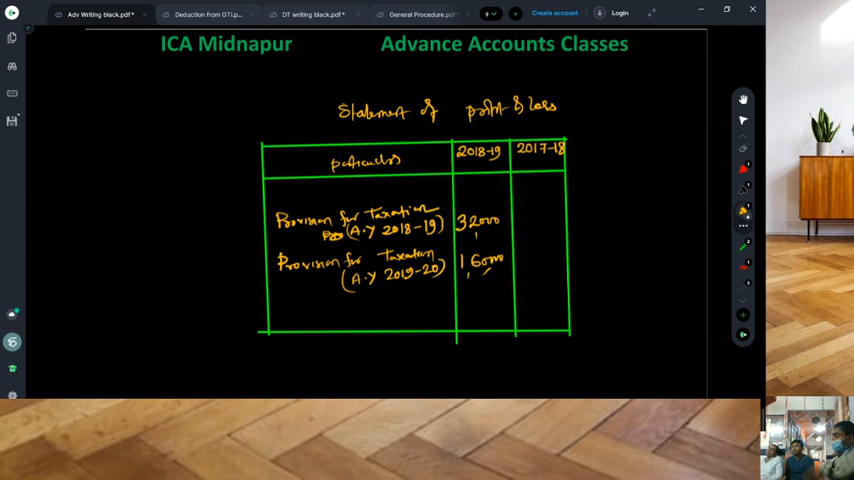 Adv Writing black.pdf*
Deduction from GTI,p...
DT writing black.pdf*
General Procedure.,pdf*
9
Create account
Login
ICA Midnapur
Advance Accounts Classes
Statement of profit & loss
particulars
2018-19
2017-18
Provision for Taxation
(A.Y 2018-19)
32000
Provision for Taxation
(A.Y 2019-20)